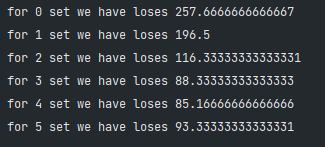 for 0 set we have loses 257.6666666666667
for 1 set we have loses 196.5
for 2 set we have loses 116.33333333333331
for 3 set we have loses 88.33333333333333
for 4 set we have loses 85.16666666666666
for 5 set we have loses 93.33333333333331